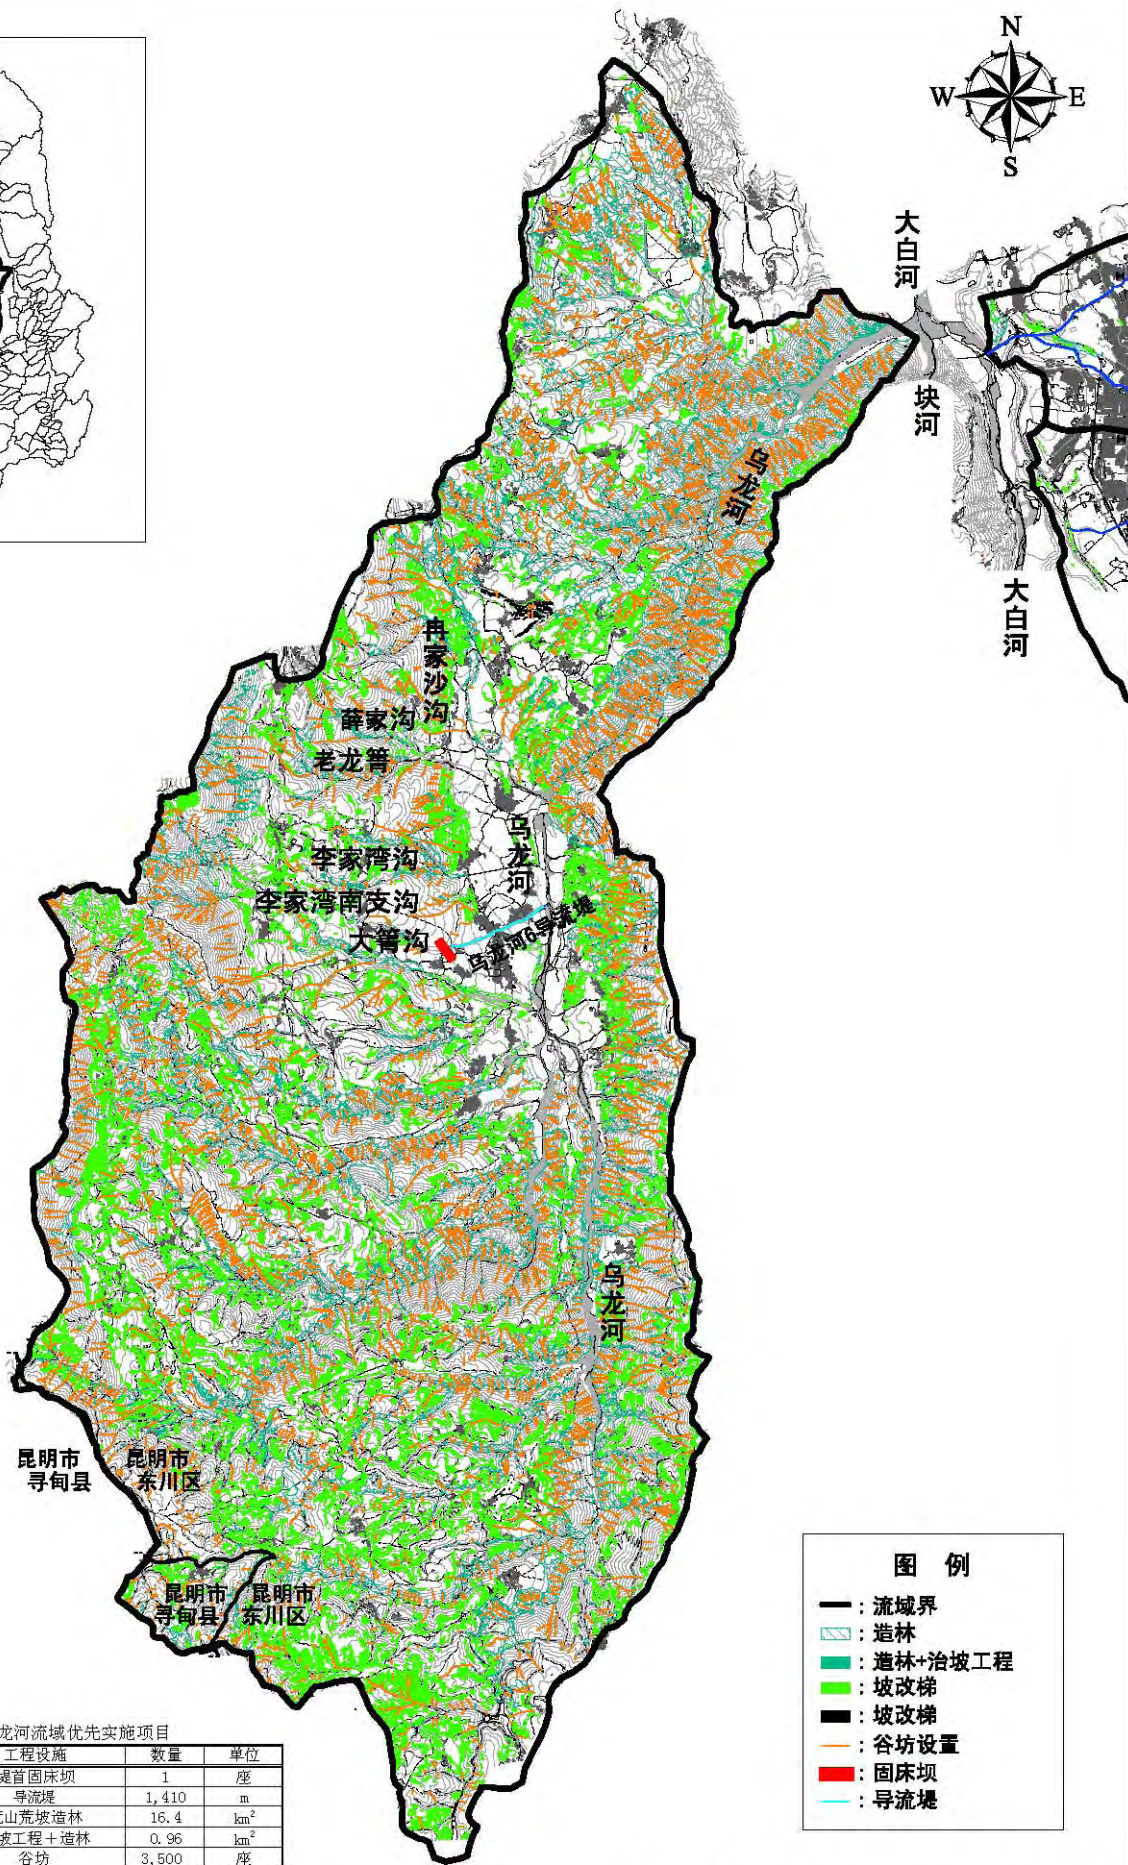 N
W
E
S
大白河
块河
乌龙河
大白河
冉家沙沟
薛家沟
老龙箐
乌龙河
李家湾沟
李家湾南支沟
大箐沟
乌龙河6导流堤
乌龙河
昆明市
寻甸县
昆明市
东川区
昆明市
寻甸县
昆明市
东川区
图 例
：流域界
：造林
：造林+治坡工程
：坡改梯
：坡改梯
：谷坊设置
：固床坝
：导流堤
龙河流域优先实施项目
工程设施 数量 单位
堤首固床坝 1 座
导流堤 1,410 m
山荒坡造林 16.4 km²
坡工程＋造林 0.96 km²
谷坊 3,500 座